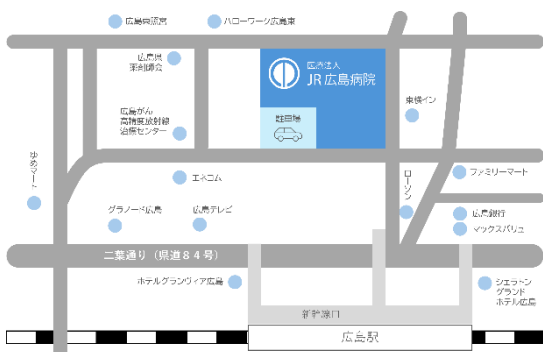 広島東照宮
ハローワーク広島東
広島県
薬剤師会
医療法人
JR広島病院
広島がん
高精度放射線
治療センター
駐車場
東横イン
ゆめマート
エネコム
ローソン
ファミリーマート
グラノード広島
広島テレビ
広島銀行
マックスバリュ
二葉通り（県道84号）
ホテルグランヴィア広島
シェラトン
グランド
ホテル広島
新幹線口
広島駅